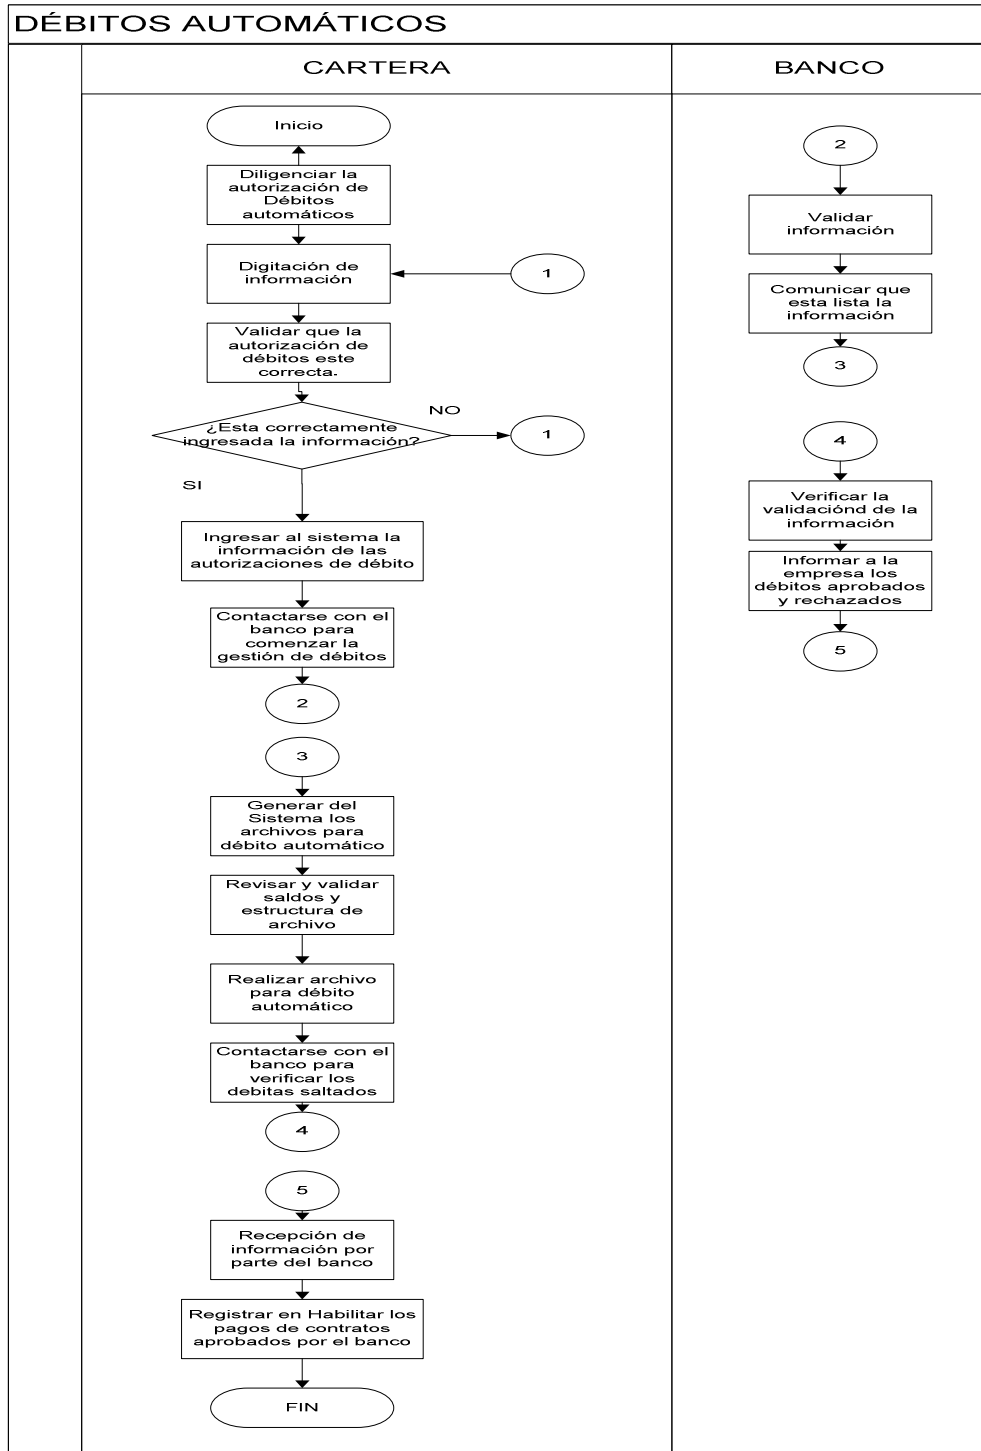 DÉBITOS AUTOMÁTICOS
CARTERA
Inicio
Diligenciar la
autorización de
Débitos
automáticos
Digitación de
información
1
Validar que la
autorización de
débitos este
correcta.
¿Esta correctamente
ingresada la información?
NO
1
SI
Ingresar al sistema la
información de las
autorizaciones de débito
Contactarse con el
banco para
comenzar la
gestión de débitos
2
3
Generar del
Sistema los
archivos para
débito automático
Revisar y validar
saldos y
estructura de
archivo
Realizar archivo
para débito
automático
Contactarse con el
banco para
verificar los
debitas saltados
4
5
Recepción de
información por
parte del banco
Registrar en Habilitar los
pagos de contratos
aprobados por el banco
FIN
BANCO
2
Validar
información
Comunicar que
esta lista la
información
3
4
Verificar la
validaciónd de la
información
Informar a la
empresa los
débitos aprobados
y rechazados
5